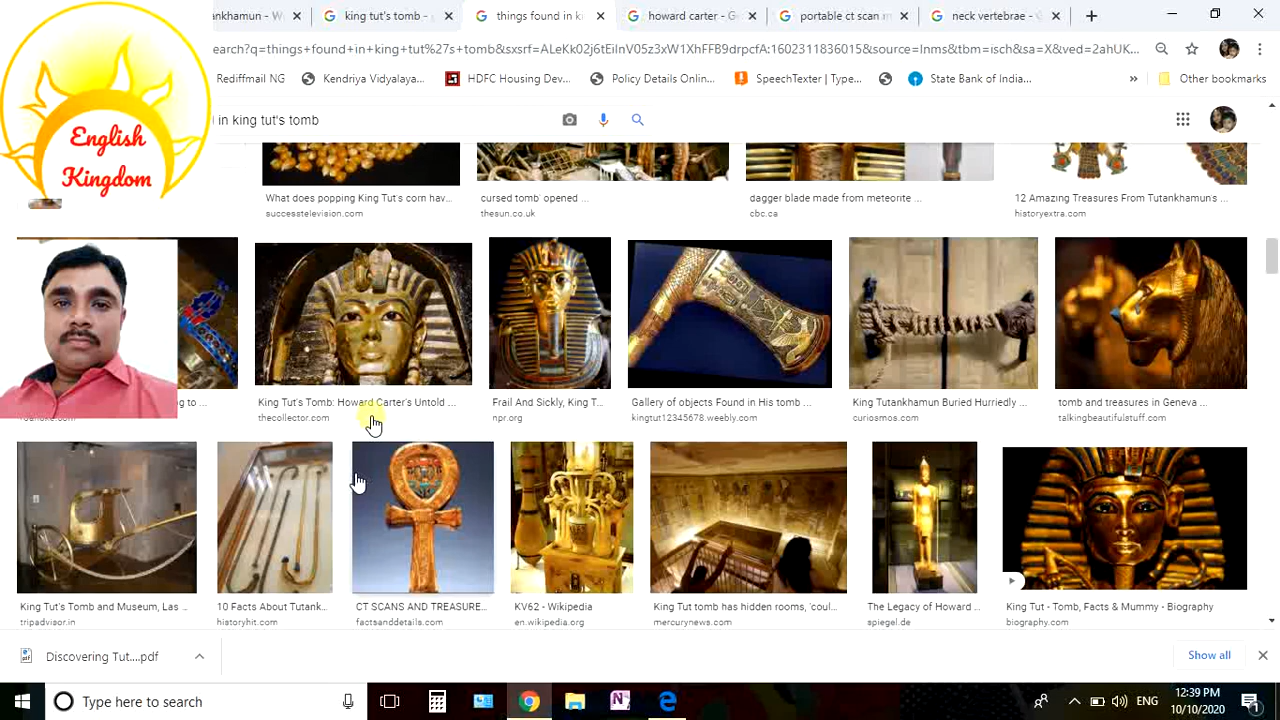 tankhamun - W
king tut's tomb -
things found in ki
howard carter - G
portable ct scan m
neck vertebrae - G
earch?q=things+found+in+king+tut%27s+tomb&sxsrf=ALeKk02j6tEiInV05z3xW1XhFFB9drpcfA:1602311836015&source=lnms&tbm=isch&sa=X&ved=2ahUK...
Rediffmail NG
Kendriya Vidyalaya...
HDFC Housing Dev...
Policy Details Onlin...
SpeechTexter | Type...
State Bank of India...
»
Other bookmarks
English
Kingdom
in king tut's tomb
What does popping King Tut's corn hav...
cursed tomb' opened ...
dagger blade made from meteorite ...
12 Amazing Treasures From Tutankhamun's ...
successtelevision.com
thesun.co.uk
cbc.ca
historyextra.com
ng to ...
King Tut's Tomb: Howard Carter's Untold ...
Frail And Sickly, King T...
Gallery of objects Found in His tomb ...
King Tutankhamun Buried Hurriedly ...
tomb and treasures in Geneva ...
thecollector.com
npr.org
kingtut12345678.weebly.com
curiosmos.com
talkingbeautifulstuff.com
King Tut's Tomb and Museum, Las ...
10 Facts About Tutank...
CT SCANS AND TREASURE...
KV62 - Wikipedia
King Tut tomb has hidden rooms, 'coul...
The Legacy of Howard ...
King Tut - Tomb, Facts & Mummy - Biography
tripadvisor.in
historyhit.com
factsanddetails.com
en.wikipedia.org
mercurynews.com
spiegel.de
biography.com
Discovering Tut....pdf
Show all
Type here to search
ENG
12:39 PM
10/10/2020